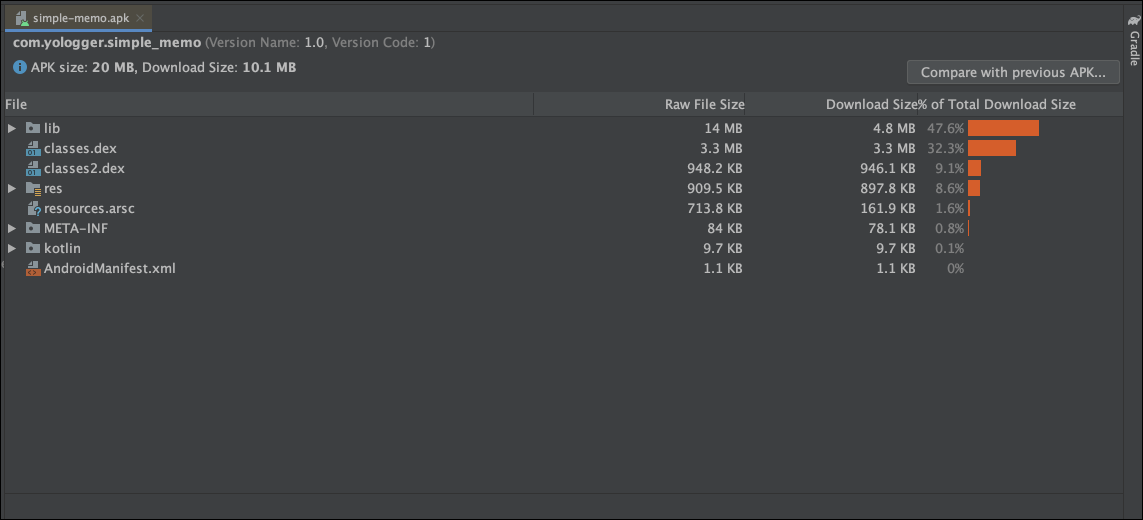 simple-memo.apk
com.yologger.simple_memo (Version Name: 1.0, Version Code: 1)
APK size: 20 MB, Download Size: 10.1 MB
Compare with previous APK...
File Raw File Size Download Size % of Total Download Size
lib 14 MB 4.8 MB 47.6%
classes.dex 3.3 MB 3.3 MB 32.3%
classes2.dex 948.2 KB 946.1 KB 9.1%
res 909.5 KB 897.8 KB 8.6%
resources.arsc 713.8 KB 161.9 KB 1.6%
META-INF 84 KB 78.1 KB 0.8%
kotlin 9.7 KB 9.7 KB 0.1%
AndroidManifest.xml 1.1 KB 1.1 KB 0%
Gradle